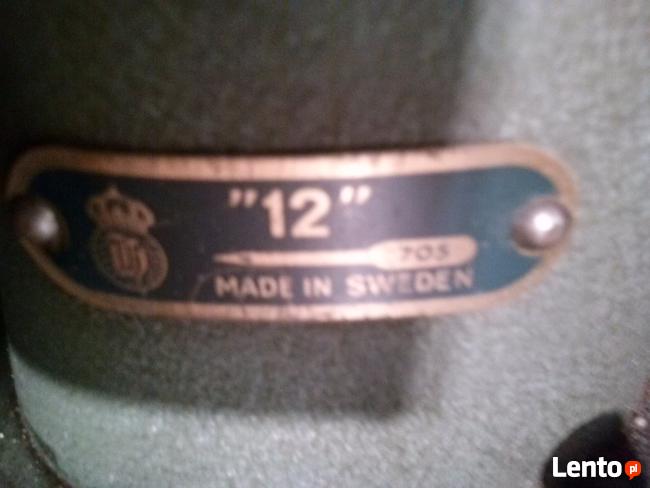 "12"
705
MADE IN SWEDEN
Lento pl